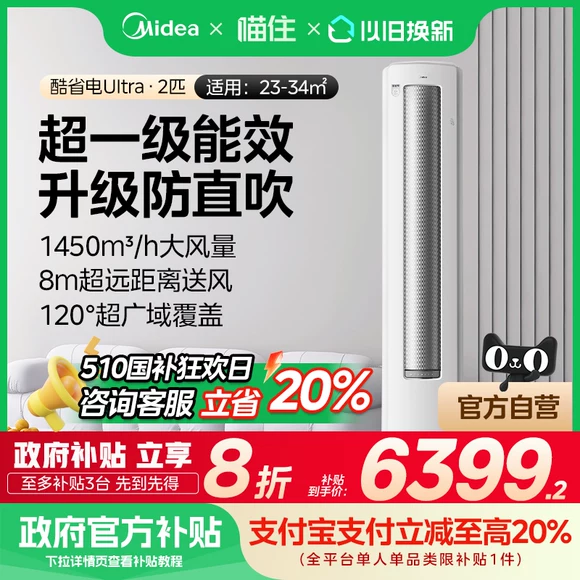 Midea × 喵住 × 以旧换新
酷省电Ultra · 2匹 适用：23-34㎡
超一级能效
升级防直吹
1450m³/h大风量
8m超远距离送风
120°超广域覆盖
510国补狂欢日
咨询客服 立省 20%
官方自营
政府补贴 立享
至多补贴3台 先到先得
8折
补贴
到手价：
6399.2
政府官方补贴
下拉详情页查看补贴教程
支付宝支付立减至高20%
（全平台单人单品类限补贴1件）